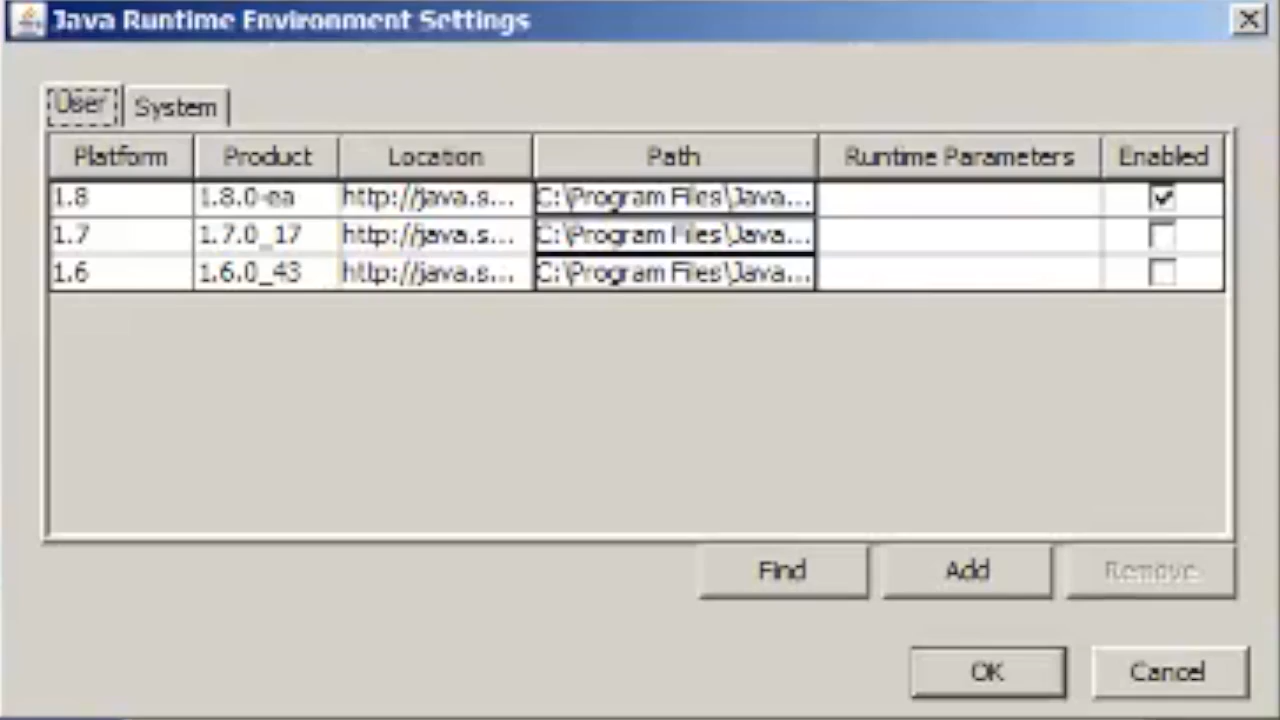 Java Runtime Environment Settings
User System
Platform Product Location Path Runtime Parameters Enabled
1.8 1.8.0-ea http://java.s... C:\Program Files\Java...
1.7 1.7.0_17 http://java.s... C:\Program Files\Java...
1.6 1.6.0_43 http://java.s... C:\Program Files\Java...
Find Add Remove
OK Cancel